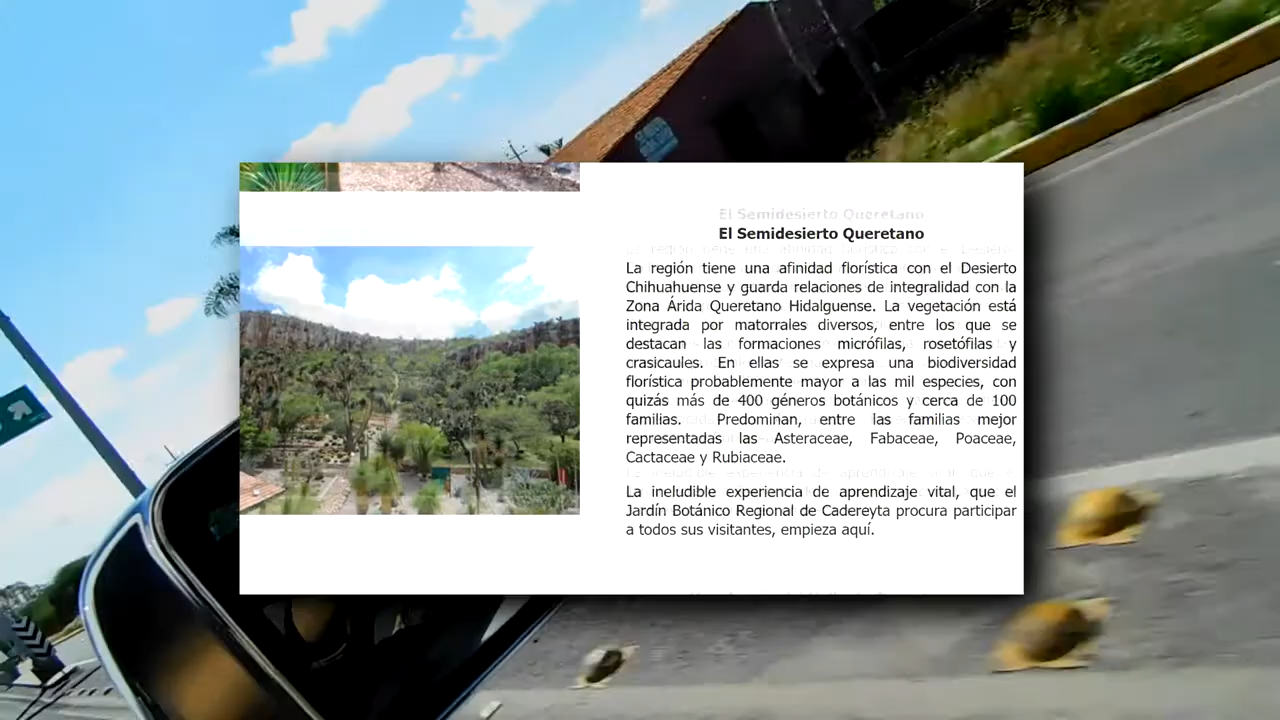 El Semidesierto Queretano
La región tiene una afinidad florística con el Desierto
Chihuahuense y guarda relaciones de integralidad con la
Zona Árida Queretano Hidalguense. La vegetación está
integrada por matorrales diversos, entre los que se
destacan las formaciones micrófilas, rosetófilas y
crasicaules. En ellas se expresa una biodiversidad
florística probablemente mayor a las mil especies, con
quizás más de 400 géneros botánicos y cerca de 100
familias. Predominan, entre las familias mejor
representadas las Asteraceae, Fabaceae, Poaceae,
Cactaceae y Rubiaceae.
La ineludible experiencia de aprendizaje vital, que el
Jardín Botánico Regional de Cadereyta procura participar
a todos sus visitantes, empieza aquí.